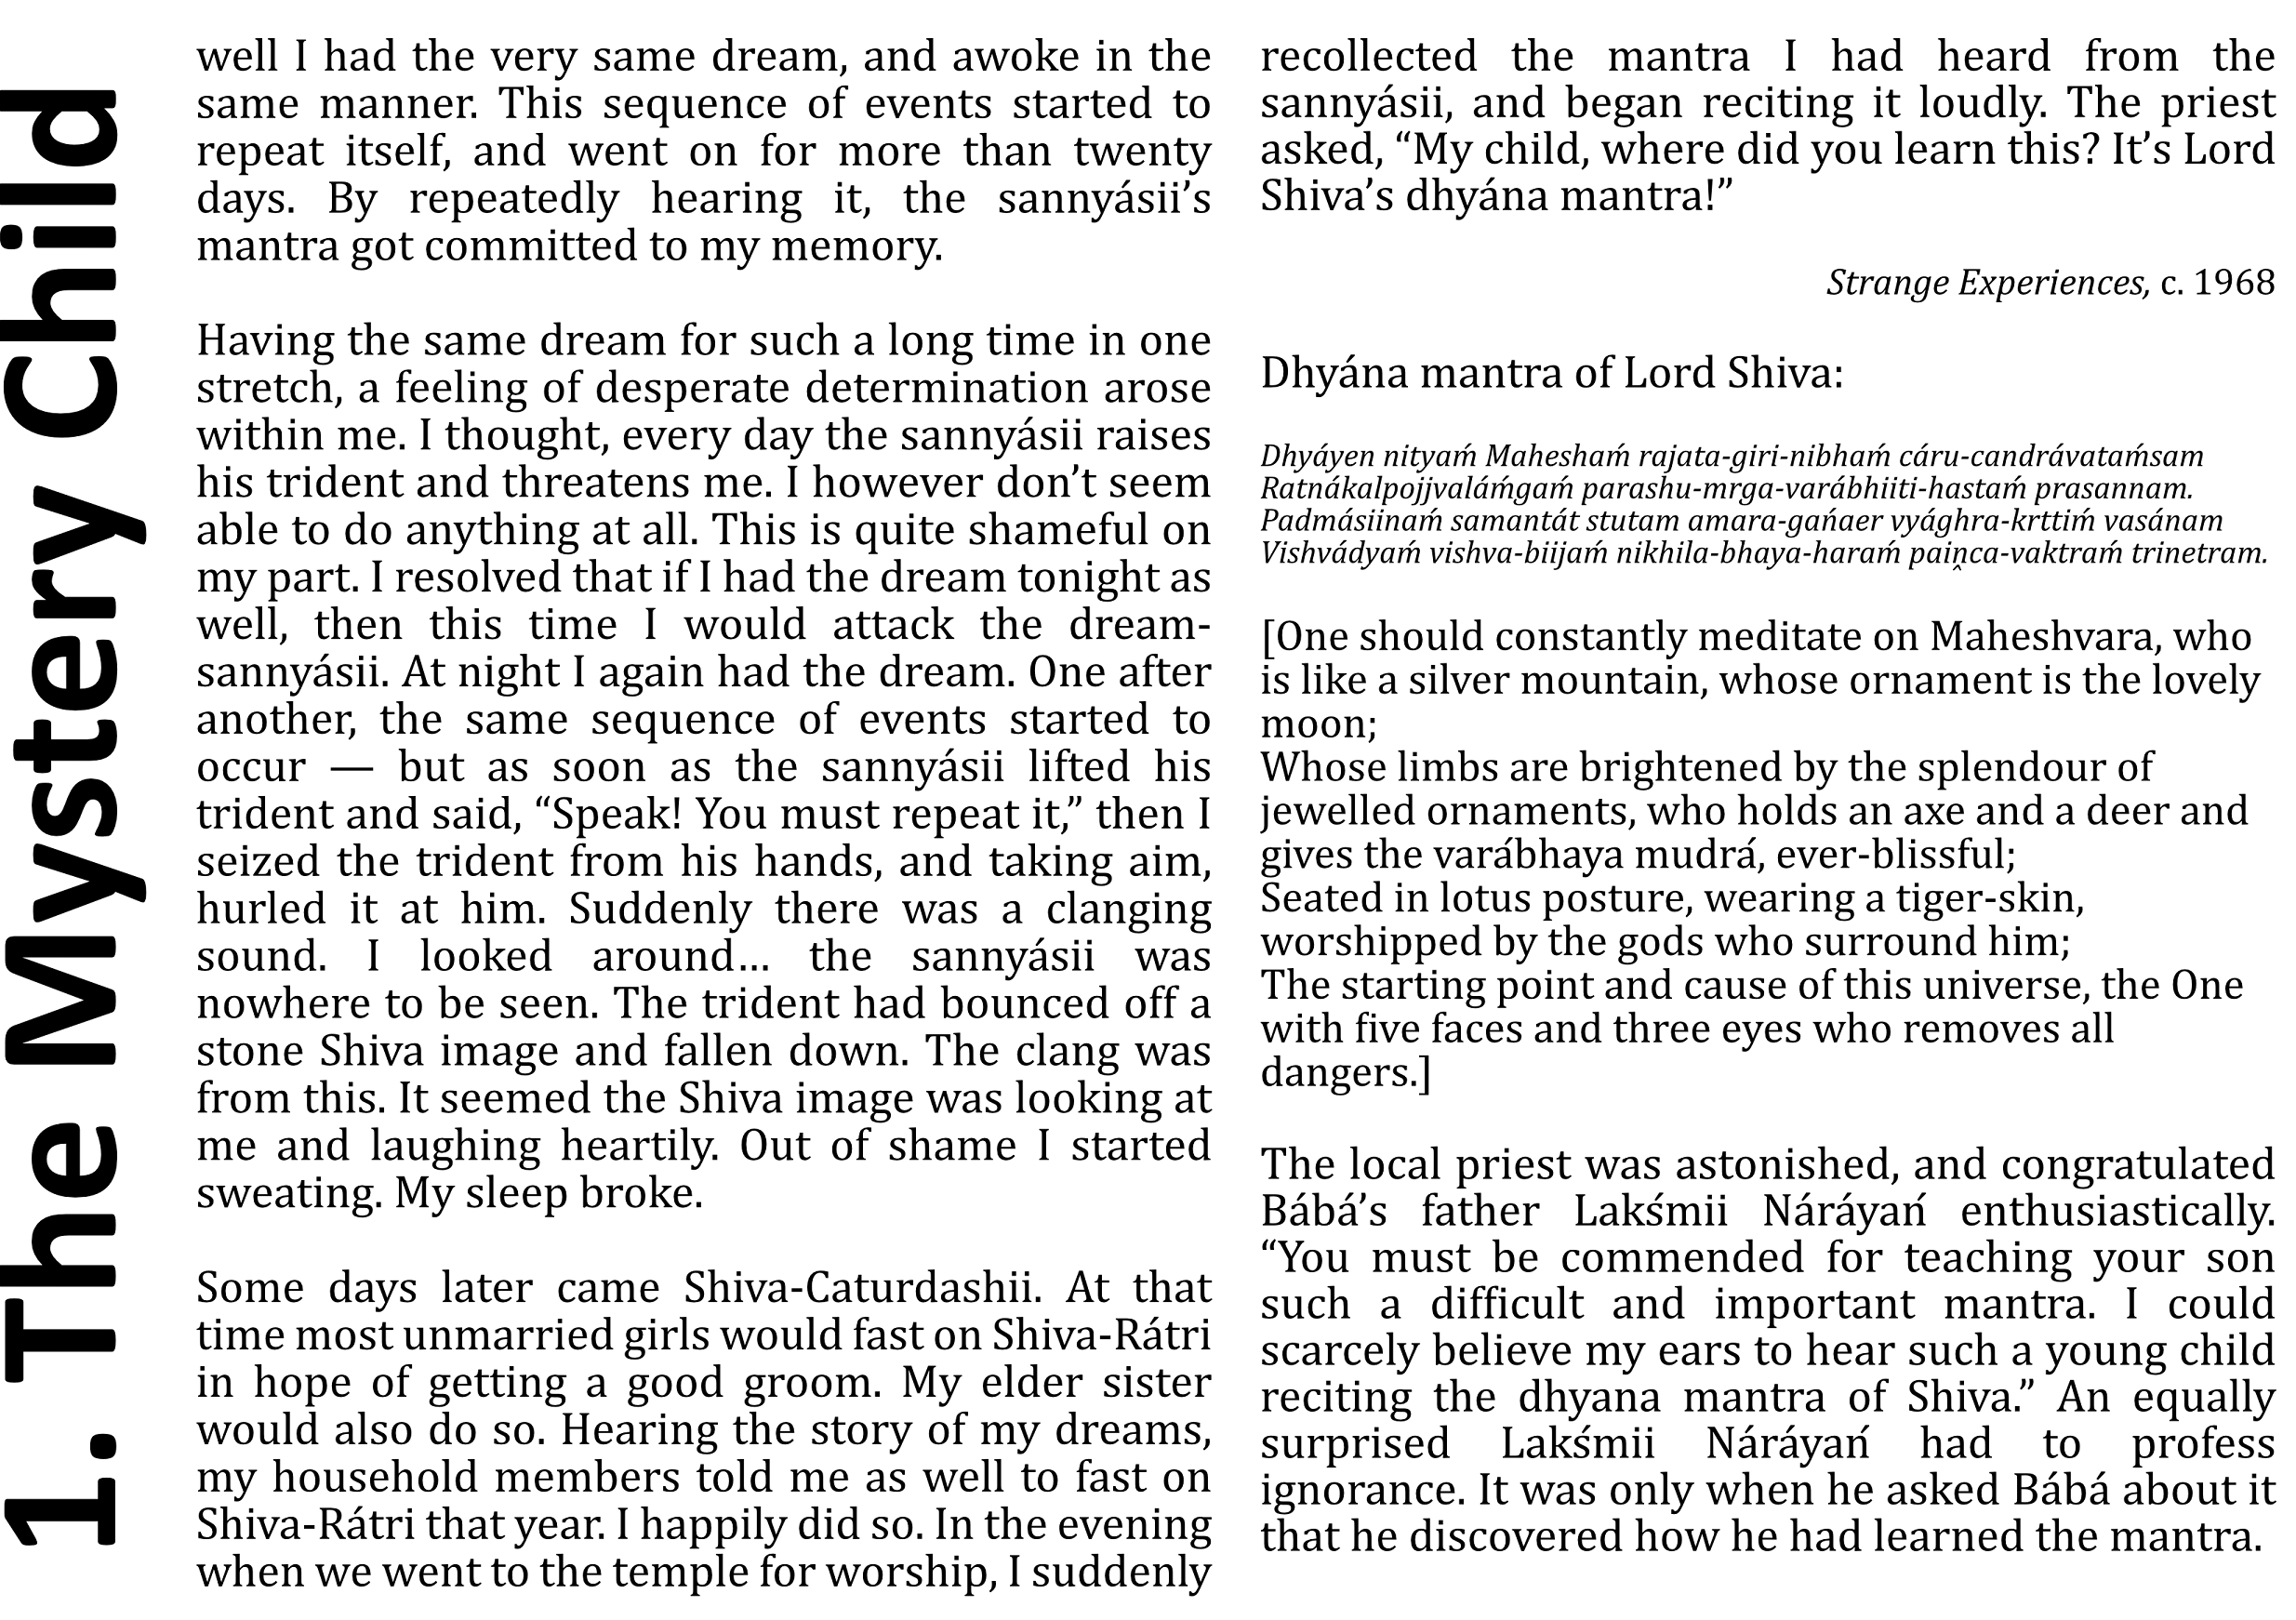 1. The Mystery Child
well I had the very same dream, and awoke in the
same manner. This sequence of events started to
repeat itself, and went on for more than twenty
days. By repeatedly hearing it, the sannyásii’s
mantra got committed to my memory.
Having the same dream for such a long time in one
stretch, a feeling of desperate determination arose
within me. I thought, every day the sannyásii raises
his trident and threatens me. I however don’t seem
able to do anything at all. This is quite shameful on
my part. I resolved that if I had the dream tonight as
well, then this time I would attack the dream-
sannyásii. At night I again had the dream. One after
another, the same sequence of events started to
occur — but as soon as the sannyásii lifted his
trident and said, “Speak! You must repeat it,” then I
seized the trident from his hands, and taking aim,
hurled it at him. Suddenly there was a clanging
sound. I looked around… the sannyásii was
nowhere to be seen. The trident had bounced off a
stone Shiva image and fallen down. The clang was
from this. It seemed the Shiva image was looking at
me and laughing heartily. Out of shame I started
sweating. My sleep broke.
Some days later came Shiva-Caturdashii. At that
time most unmarried girls would fast on Shiva-Rátri
in hope of getting a good groom. My elder sister
would also do so. Hearing the story of my dreams,
my household members told me as well to fast on
Shiva-Rátri that year. I happily did so. In the evening
when we went to the temple for worship, I suddenly
recollected the mantra I had heard from the
sannyásii, and began reciting it loudly. The priest
asked, “My child, where did you learn this? It’s Lord
Shiva’s dhyána mantra!”
Strange Experiences, c. 1968
Dhyána mantra of Lord Shiva:
Dhyáyen nityaḿ Maheshaḿ rajata-giri-nibhaḿ cáru-candrávataḿsam
Ratnákalpojjvaláḿgaḿ parashu-mrga-varábhiiti-hastaḿ prasannam.
Padmásiinaḿ samantát stutam amara-gańaer vyághra-krttiḿ vasánam
Vishvádyaḿ vishva-biijaḿ nikhila-bhaya-haraḿ paiṋca-vaktraḿ trinetram.
[One should constantly meditate on Maheshvara, who
is like a silver mountain, whose ornament is the lovely
moon;
Whose limbs are brightened by the splendour of
jewelled ornaments, who holds an axe and a deer and
gives the varábhaya mudrá, ever-blissful;
Seated in lotus posture, wearing a tiger-skin,
worshipped by the gods who surround him;
The starting point and cause of this universe, the One
with five faces and three eyes who removes all
dangers.]
The local priest was astonished, and congratulated
Bábá’s father Lakśmii Náráyań enthusiastically.
“You must be commended for teaching your son
such a difficult and important mantra. I could
scarcely believe my ears to hear such a young child
reciting the dhyana mantra of Shiva.” An equally
surprised Lakśmii Náráyań had to profess
ignorance. It was only when he asked Bábá about it
that he discovered how he had learned the mantra.